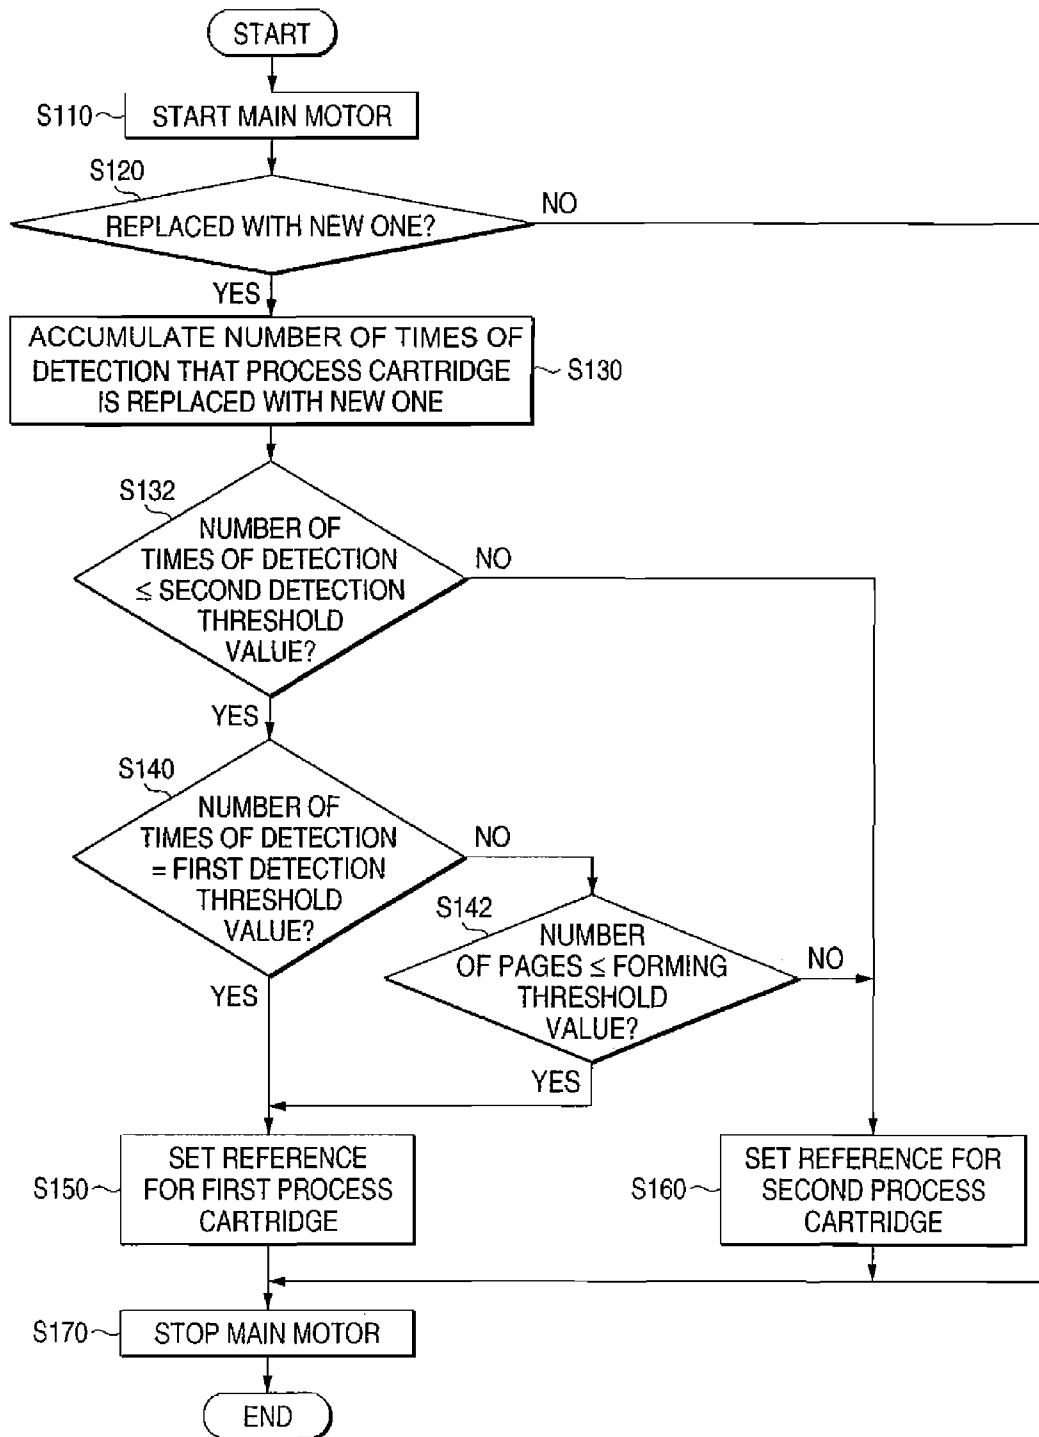 START
S110
START MAIN MOTOR
S120
REPLACED WITH NEW ONE?
NO
YES
ACCUMULATE NUMBER OF TIMES OF
DETECTION THAT PROCESS CARTRIDGE
IS REPLACED WITH NEW ONE
S130
S132
NUMBER OF
TIMES OF DETECTION
≤ SECOND DETECTION
THRESHOLD
VALUE?
NO
YES
S140
NUMBER OF
TIMES OF DETECTION
= FIRST DETECTION
THRESHOLD
VALUE?
NO
YES
S142
NUMBER
OF PAGES ≤ FORMING
THRESHOLD
VALUE?
NO
YES
S150
SET REFERENCE
FOR FIRST PROCESS
CARTRIDGE
S160
SET REFERENCE FOR
SECOND PROCESS
CARTRIDGE
S170
STOP MAIN MOTOR
END